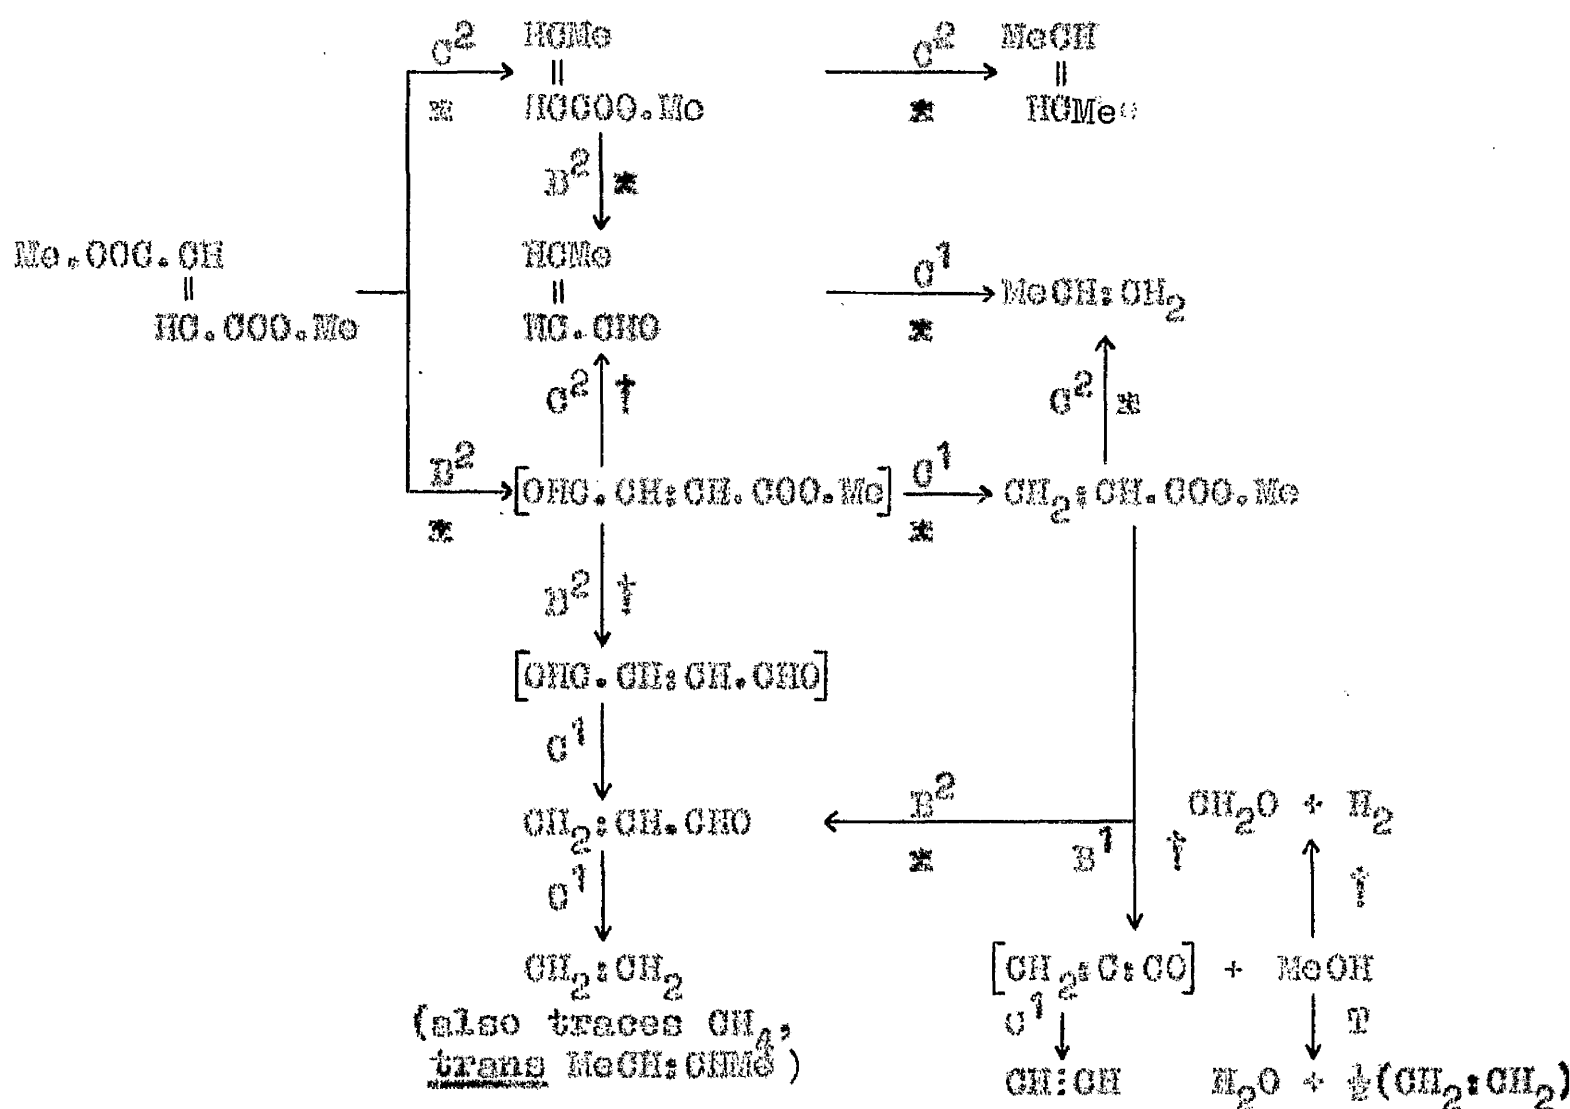 C² HCMe C² MeCH
‖ ‖
* HCCOO.Me * HCMe
B² *
Me.OOC.CH HCMe C¹
‖ ‖ MeCH:CH₂
HC.COO.Me HC.CHO *
C² † C² *
B² [OHC.CH:CH.COO.Me] C¹ CH₂:CH.COO.Me
* *
B² †
[OHC.CH:CH.CHO]
C¹
CH₂:CH.CHO B² CH₂O + H₂
* B¹ †
C¹ †
CH₂:CH₂ [CH₂:C:CO] + MeOH
(also traces CH₄, C¹ T
trans MeCH:CHMe) CH⋮CH H₂O + ½(CH₂:CH₂)